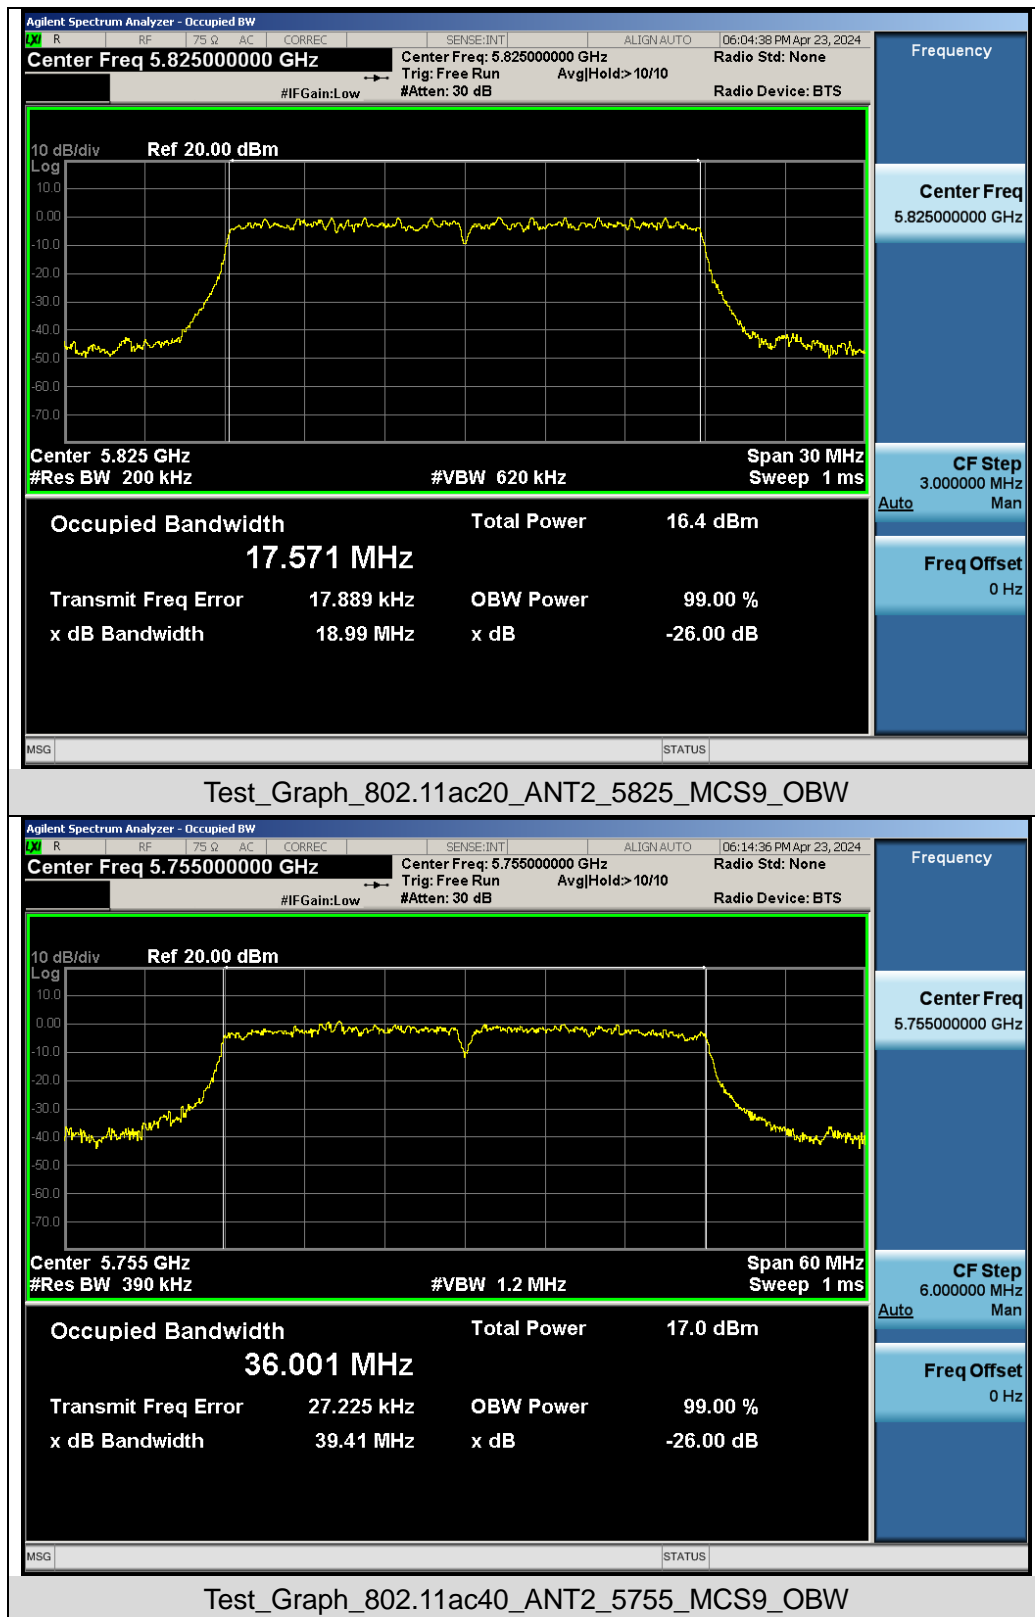 Agilent Spectrum Analyzer - Occupied BW
LXI R RF 75 Ω AC CORREC SENSE:INT ALIGN AUTO 06:04:38 PM Apr 23, 2024
Center Freq 5.825000000 GHz Center Freq: 5.825000000 GHz Radio Std: None Frequency
Trig: Free Run Avg|Hold:>10/10
#IFGain:Low #Atten: 30 dB Radio Device: BTS
10 dB/div Ref 20.00 dBm
Log
10.0
0.00
-10.0
-20.0
-30.0
-40.0
-50.0
-60.0
-70.0
Center Freq
5.825000000 GHz
Center 5.825 GHz Span 30 MHz
#Res BW 200 kHz #VBW 620 kHz Sweep 1 ms
CF Step
3.000000 MHz
Auto Man
Occupied Bandwidth Total Power 16.4 dBm
17.571 MHz
Freq Offset
0 Hz
Transmit Freq Error 17.889 kHz OBW Power 99.00 %
x dB Bandwidth 18.99 MHz x dB -26.00 dB
MSG STATUS
Test_Graph_802.11ac20_ANT2_5825_MCS9_OBW
Agilent Spectrum Analyzer - Occupied BW
LXI R RF 75 Ω AC CORREC SENSE:INT ALIGN AUTO 06:14:36 PM Apr 23, 2024
Center Freq 5.755000000 GHz Center Freq: 5.755000000 GHz Radio Std: None Frequency
Trig: Free Run Avg|Hold:>10/10
#IFGain:Low #Atten: 30 dB Radio Device: BTS
10 dB/div Ref 20.00 dBm
Log
10.0
0.00
-10.0
-20.0
-30.0
-40.0
-50.0
-60.0
-70.0
Center Freq
5.755000000 GHz
Center 5.755 GHz Span 60 MHz
#Res BW 390 kHz #VBW 1.2 MHz Sweep 1 ms
CF Step
6.000000 MHz
Auto Man
Occupied Bandwidth Total Power 17.0 dBm
36.001 MHz
Freq Offset
0 Hz
Transmit Freq Error 27.225 kHz OBW Power 99.00 %
x dB Bandwidth 39.41 MHz x dB -26.00 dB
MSG STATUS
Test_Graph_802.11ac40_ANT2_5755_MCS9_OBW